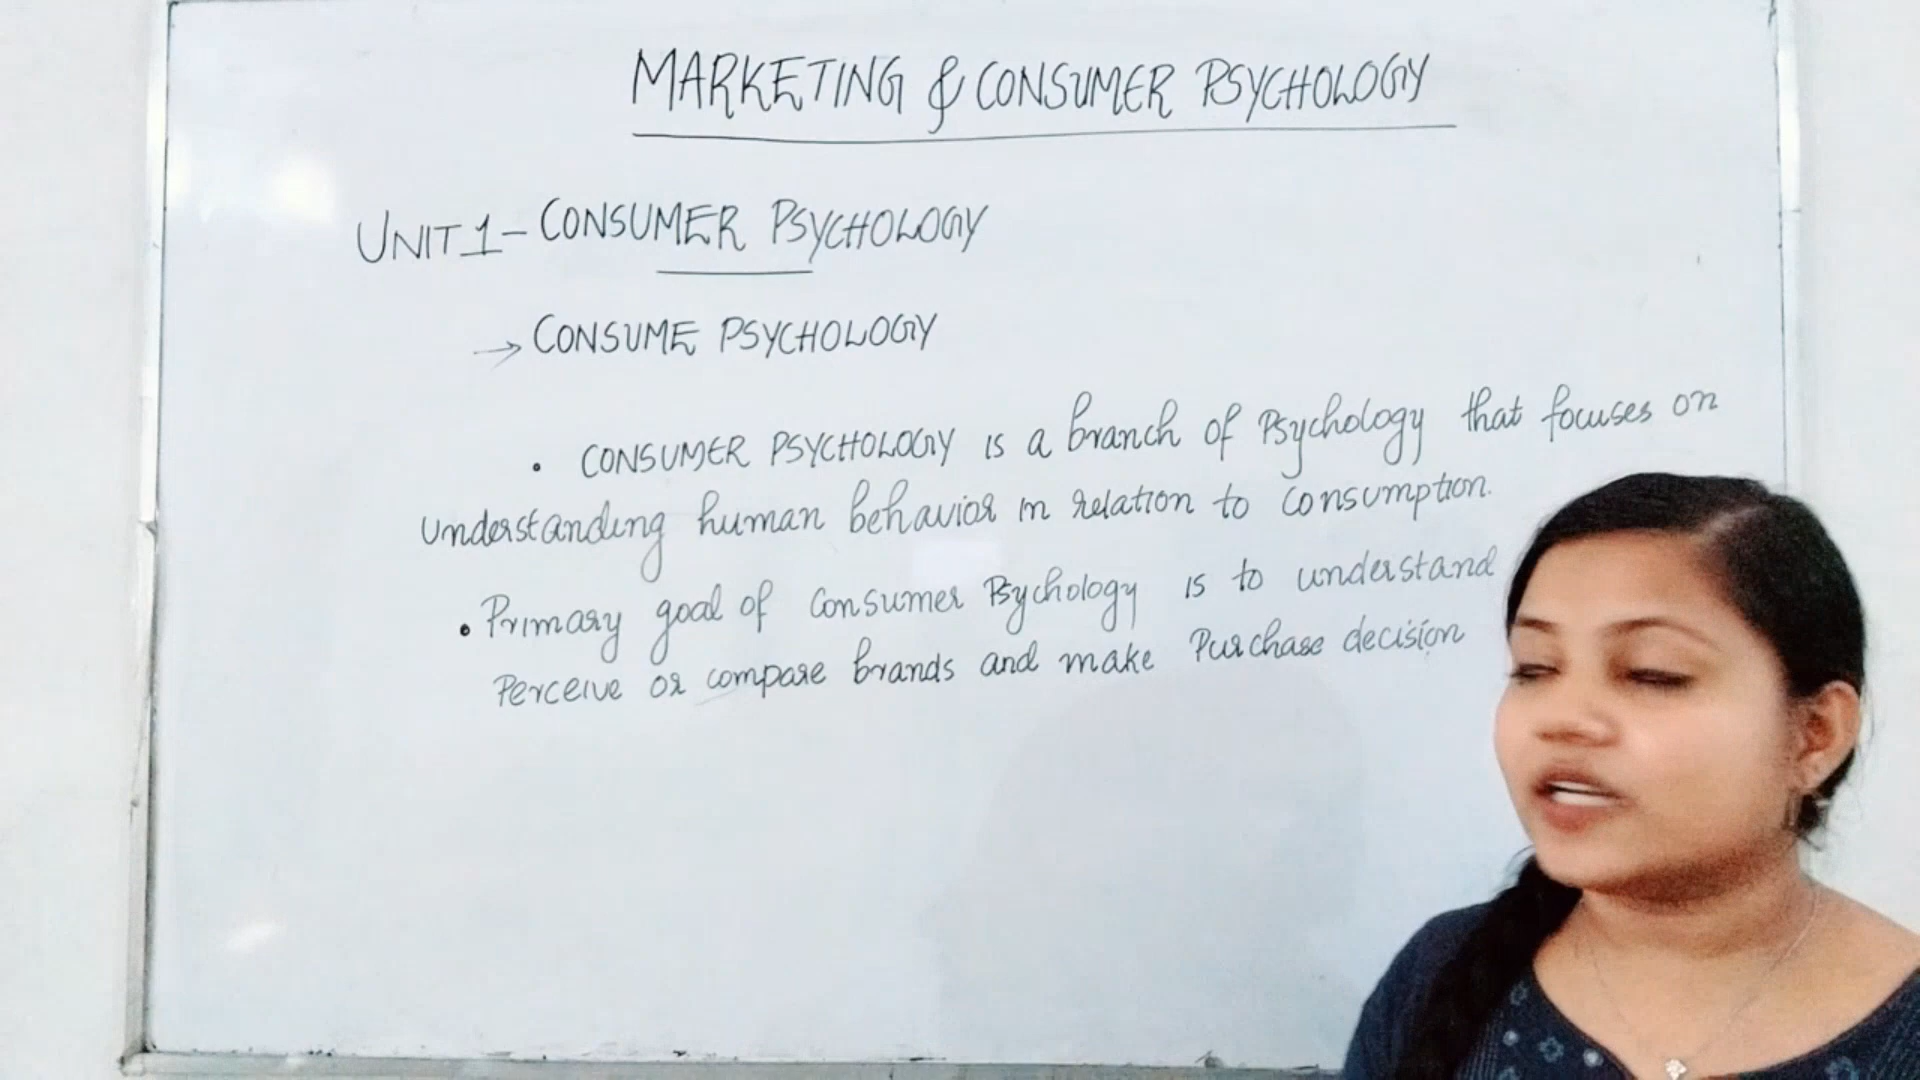 MARKETING & CONSUMER PSYCHOLOGY
UNIT 1 - CONSUMER PSYCHOLOGY
→ CONSUME PSYCHOLOGY
• CONSUMER PSYCHOLOGY is a branch of Psychology that focuses on
understanding human behavior in relation to consumption.
• Primary goal of Consumer Psychology is to understand
Perceive or compare brands and make Purchase decision